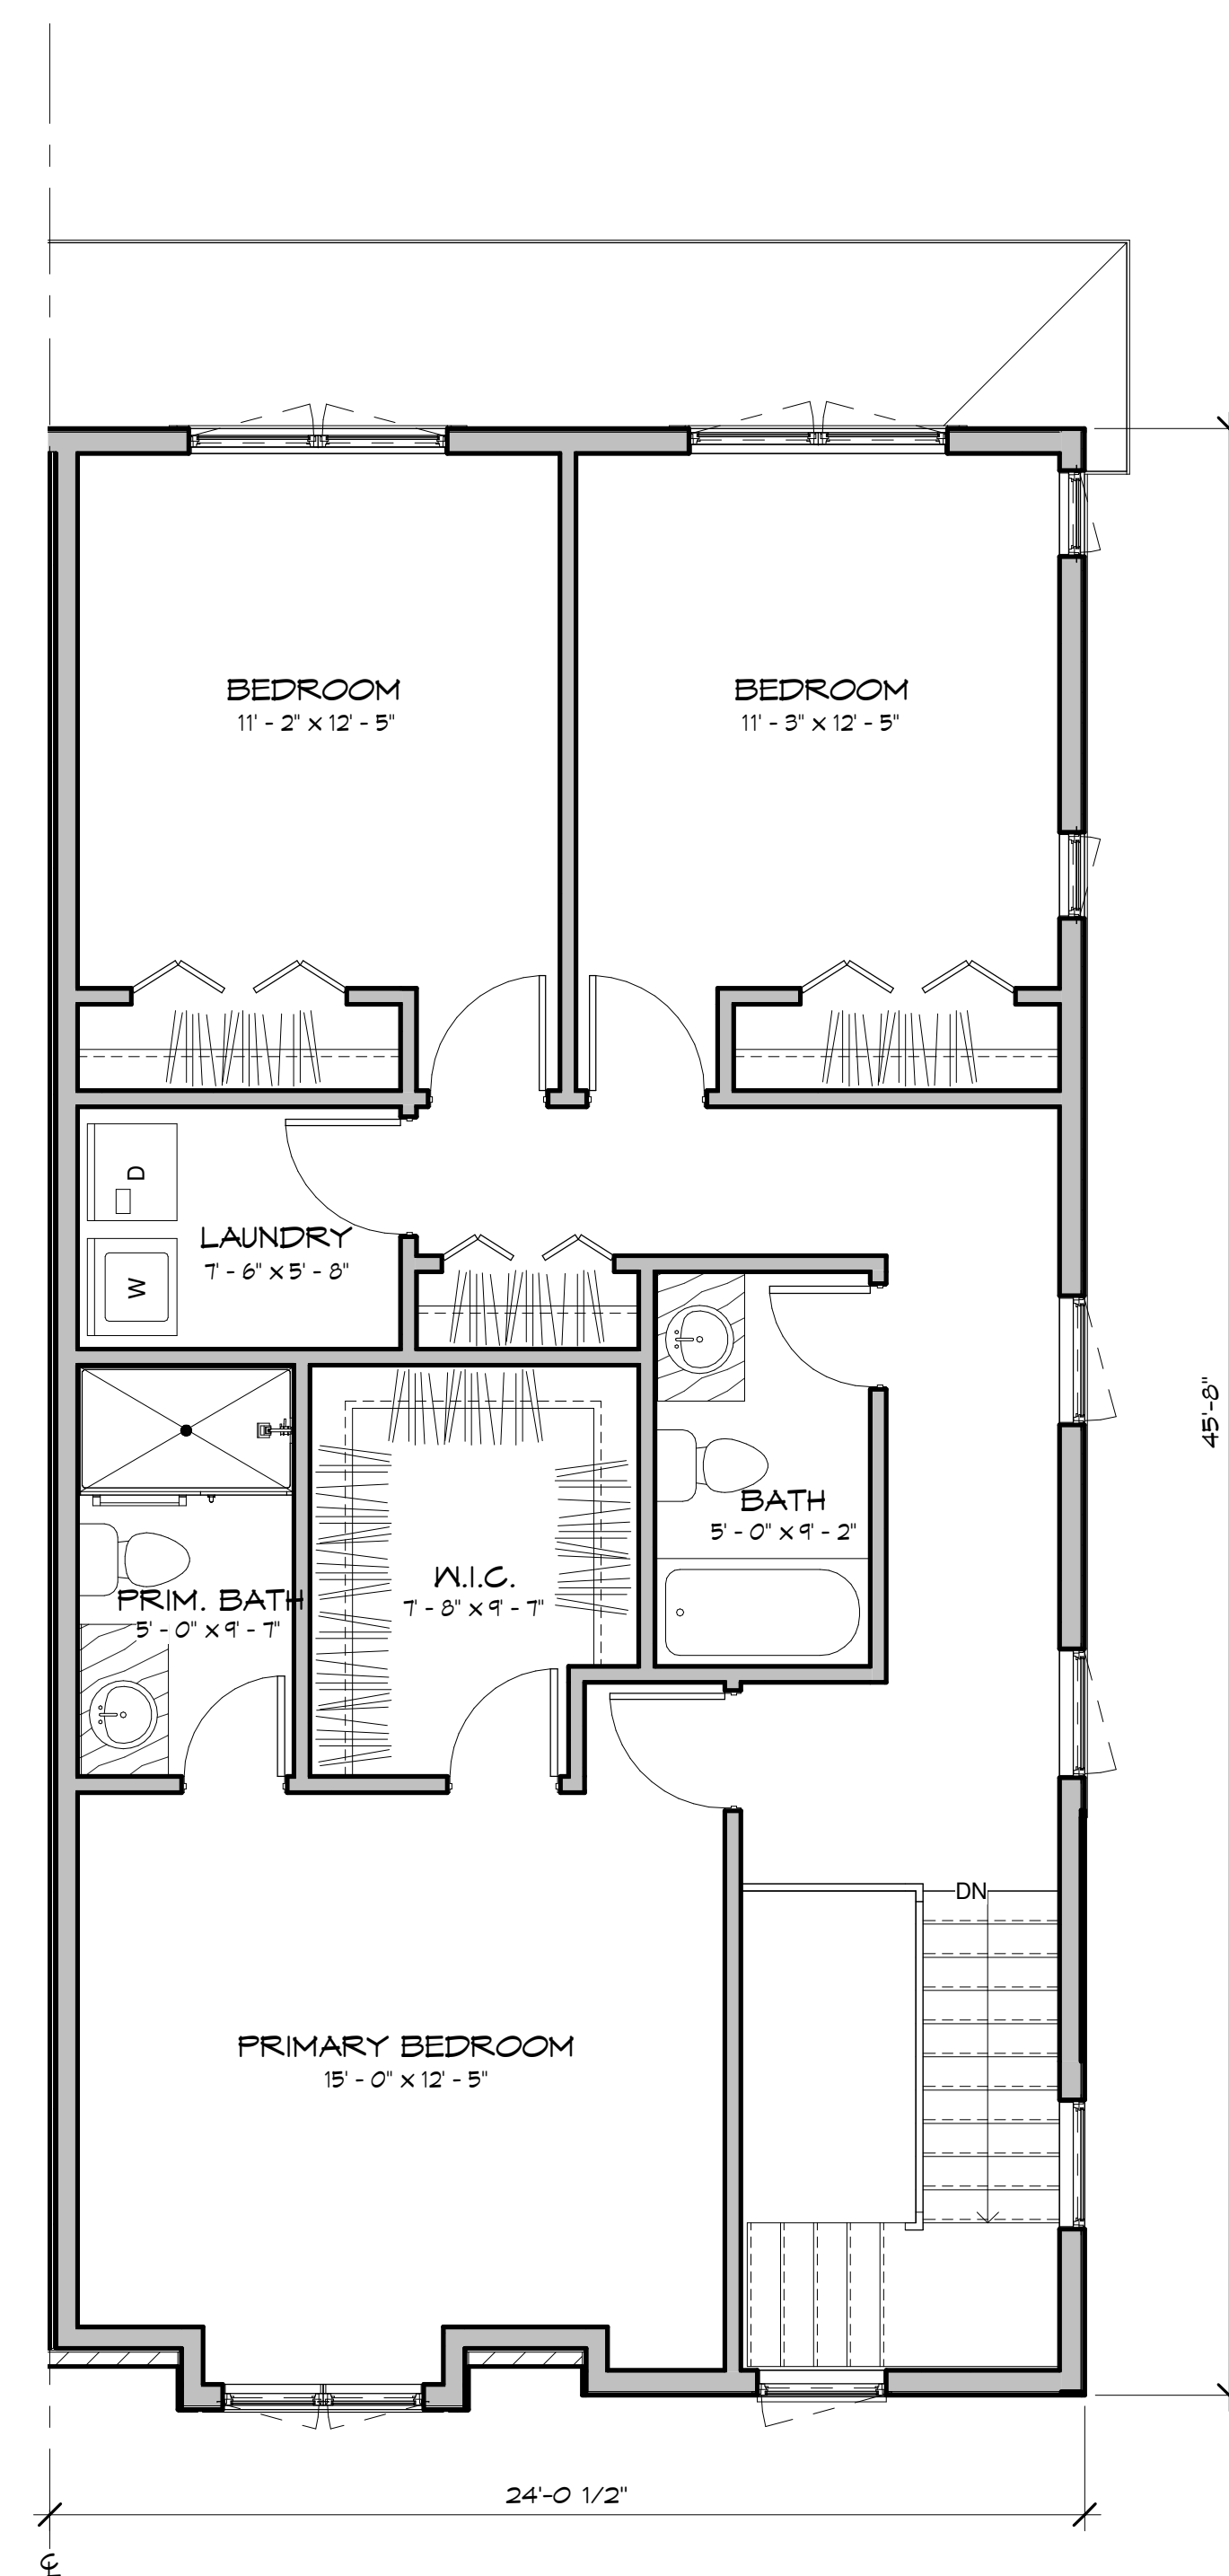 BEDROOM
11' - 2" x 12' - 5"
BEDROOM
11' - 3" x 12' - 5"
D
LAUNDRY
7' - 6" x 5' - 8"
W
45'-8"
BATH
5' - 0" x 9' - 2"
W.I.C.
7' - 8" x 9' - 7"
PRIM. BATH
5' - 0" x 9' - 7"
DN
PRIMARY BEDROOM
15' - 0" x 12' - 5"
24'-0 1/2"
℄